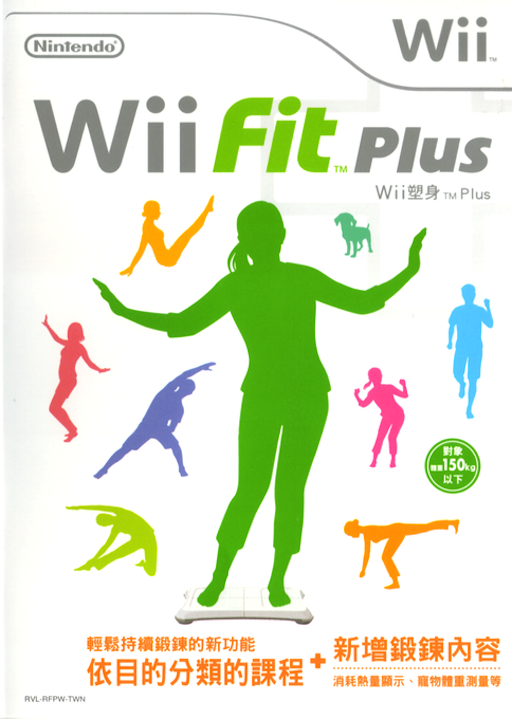 Nintendo®
Wii™
Wii Fit™ Plus
Wii塑身™ Plus
對象
體重150kg
以下
輕鬆持續鍛鍊的新功能
依目的分類的課程
+
新增鍛鍊內容
消耗熱量顯示、寵物體重測量等
RVL-RFPW-TWN